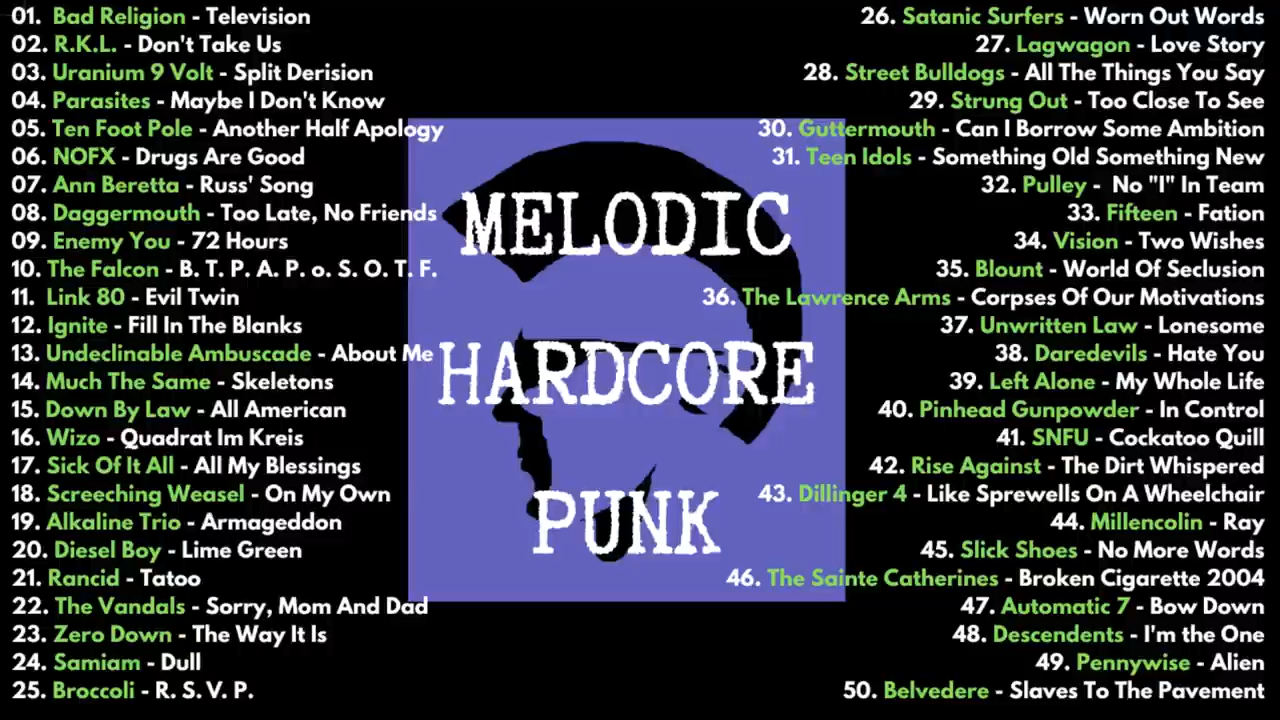 01. Bad Religion - Television
02. R.K.L. - Don't Take Us
03. Uranium 9 Volt - Split Derision
04. Parasites - Maybe I Don't Know
05. Ten Foot Pole - Another Half Apology
06. NOFX - Drugs Are Good
07. Ann Beretta - Russ' Song
08. Daggermouth - Too Late, No Friends
09. Enemy You - 72 Hours
10. The Falcon - B. T. P. A. P. o. S. O. T. F.
11. Link 80 - Evil Twin
12. Ignite - Fill In The Blanks
13. Undeclinable Ambuscade - About Me
14. Much The Same - Skeletons
15. Down By Law - All American
16. Wizo - Quadrat Im Kreis
17. Sick Of It All - All My Blessings
18. Screeching Weasel - On My Own
19. Alkaline Trio - Armageddon
20. Diesel Boy - Lime Green
21. Rancid - Tatoo
22. The Vandals - Sorry, Mom And Dad
23. Zero Down - The Way It Is
24. Samiam - Dull
25. Broccoli - R. S. V. P.
MELODIC
HARDCORE
PUNK
26. Satanic Surfers - Worn Out Words
27. Lagwagon - Love Story
28. Street Bulldogs - All The Things You Say
29. Strung Out - Too Close To See
30. Guttermouth - Can I Borrow Some Ambition
31. Teen Idols - Something Old Something New
32. Pulley - No "I" In Team
33. Fifteen - Fation
34. Vision - Two Wishes
35. Blount - World Of Seclusion
36. The Lawrence Arms - Corpses Of Our Motivations
37. Unwritten Law - Lonesome
38. Daredevils - Hate You
39. Left Alone - My Whole Life
40. Pinhead Gunpowder - In Control
41. SNFU - Cockatoo Quill
42. Rise Against - The Dirt Whispered
43. Dillinger 4 - Like Sprewells On A Wheelchair
44. Millencolin - Ray
45. Slick Shoes - No More Words
46. The Sainte Catherines - Broken Cigarette 2004
47. Automatic 7 - Bow Down
48. Descendents - I'm the One
49. Pennywise - Alien
50. Belvedere - Slaves To The Pavement